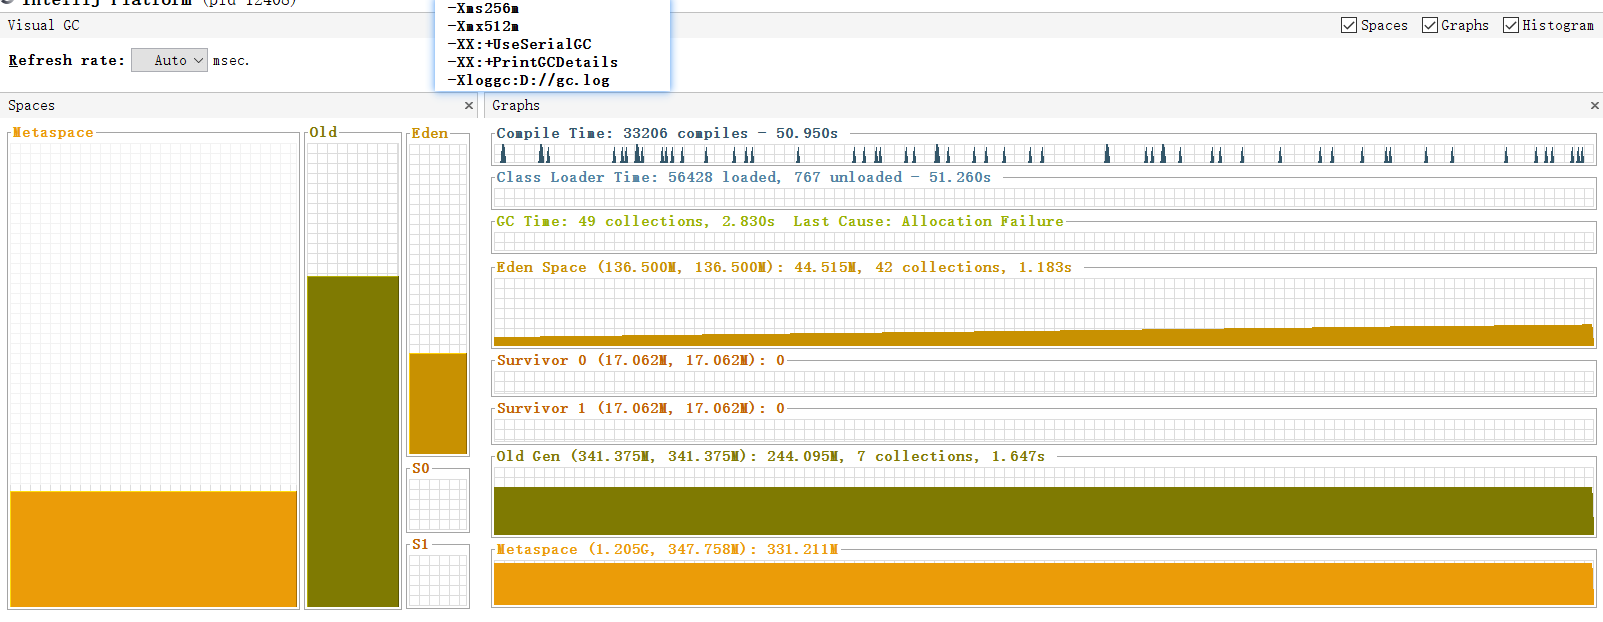 IntelliJ Platform (pid 12408)
-Xms256m
-Xmx512m
-XX:+UseSerialGC
-XX:+PrintGCDetails
-Xloggc:D://gc.log
Visual GC
Spaces Graphs Histogram
Refresh rate: Auto msec.
Spaces
Graphs
Metaspace
Old
Eden
S0
S1
Compile Time: 33206 compiles - 50.950s
Class Loader Time: 56428 loaded, 767 unloaded - 51.260s
GC Time: 49 collections, 2.830s Last Cause: Allocation Failure
Eden Space (136.500M, 136.500M): 44.515M, 42 collections, 1.183s
Survivor 0 (17.062M, 17.062M): 0
Survivor 1 (17.062M, 17.062M): 0
Old Gen (341.375M, 341.375M): 244.095M, 7 collections, 1.647s
Metaspace (1.205G, 347.758M): 331.211M